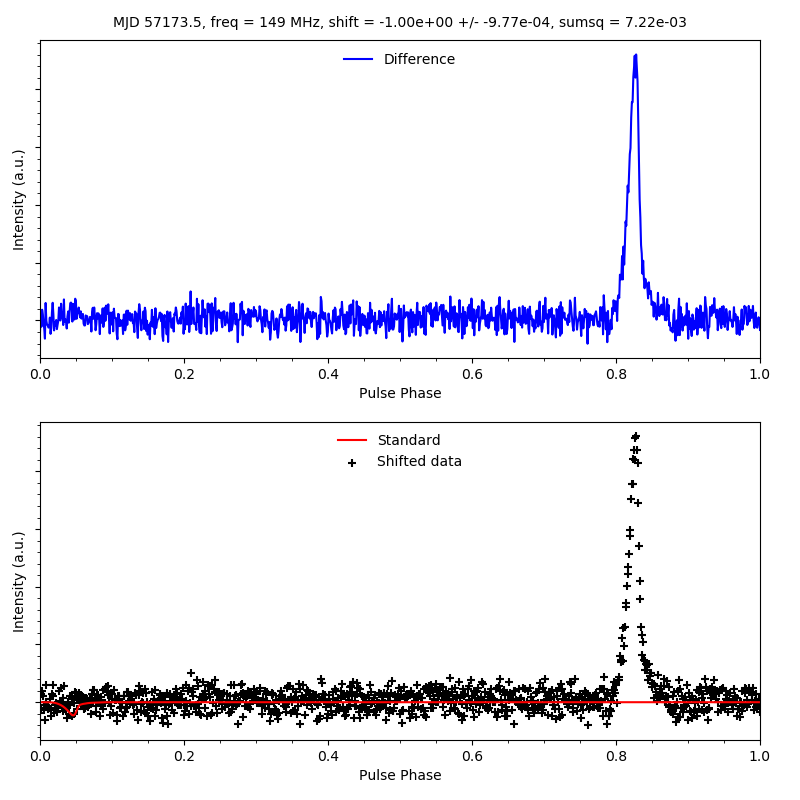 MJD 57173.5, freq = 149 MHz, shift = -1.00e+00 +/- -9.77e-04, sumsq = 7.22e-03
Difference
Intensity (a.u.)
0.0 0.2 0.4 0.6 0.8 1.0
Pulse Phase
Standard
Shifted data
Intensity (a.u.)
0.0 0.2 0.4 0.6 0.8 1.0
Pulse Phase